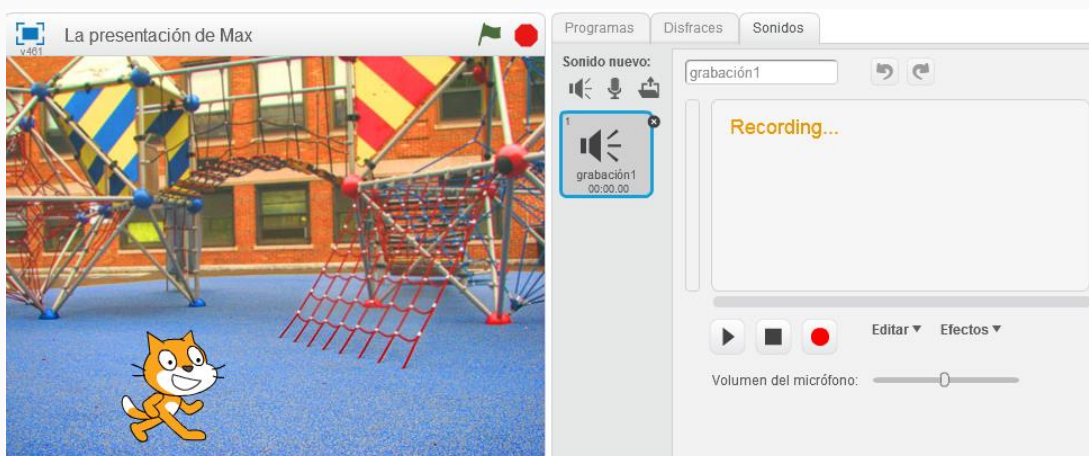 La presentación de Max
v461
Programas
Disfraces
Sonidos
Sonido nuevo:
grabación1
1
grabación1
00:00.00
Recording...
Editar
Efectos
Volumen del micrófono: